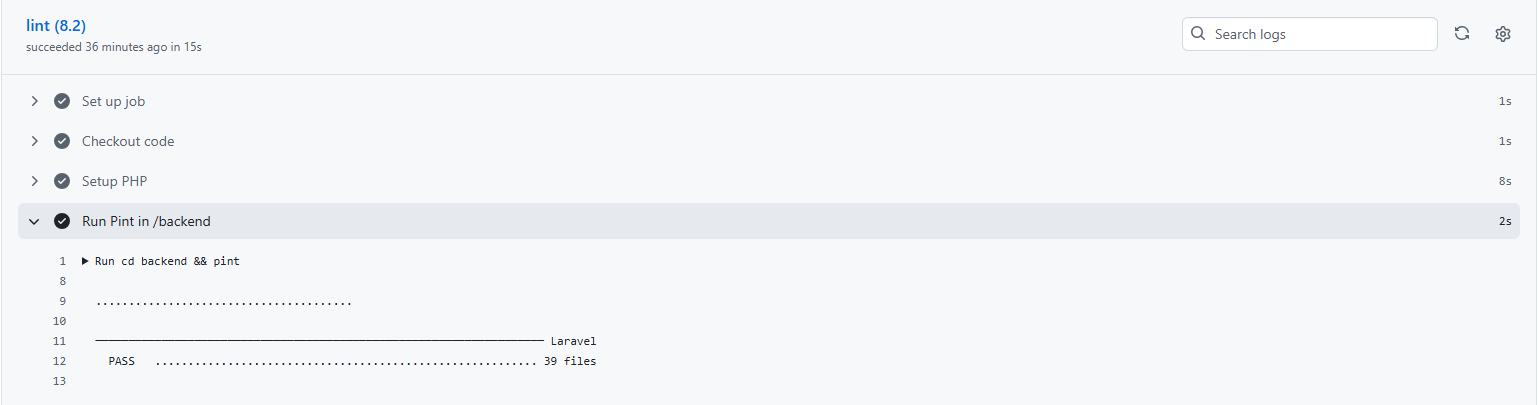 lint (8.2)
succeeded 36 minutes ago in 15s
Search logs
Set up job 1s
Checkout code 1s
Setup PHP 8s
Run Pint in /backend 2s
1 Run cd backend && pint
8
9 .......................................
10
11 ──────────────────────────────────────────────────────────────────── Laravel
12 PASS .......................................................... 39 files
13